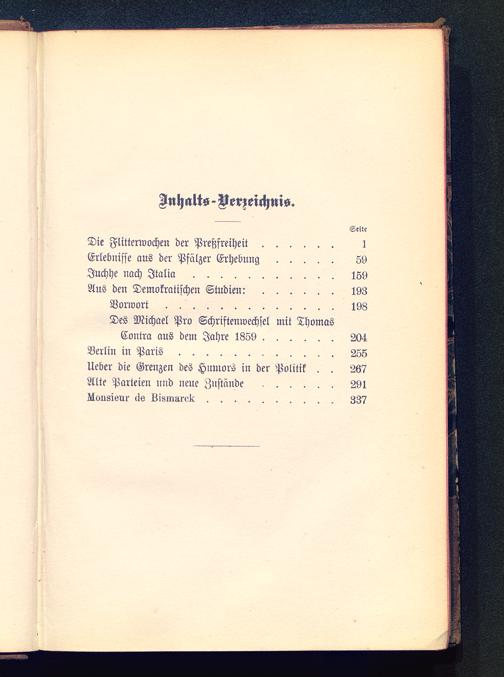 Inhalts-Verzeichnis.
Seite
Die Flitterwochen der Preßfreiheit . . . . . . 1
Erlebnisse aus der Pfälzer Erhebung . . . . . 59
Juchhe nach Italia . . . . . . . . . . 159
Aus den Demokratischen Studien: . . . . . . 193
Vorwort . . . . . . . . . . . . 198
Des Michael Pro Schriftenwechsel mit Thomas
Contra aus dem Jahre 1859 . . . . . . 204
Berlin in Paris . . . . . . . . . . . 255
Ueber die Grenzen des Humors in der Politik . . 267
Alte Parteien und neue Zustände . . . . . 291
Monsieur de Bismarck . . . . . . . . . 337